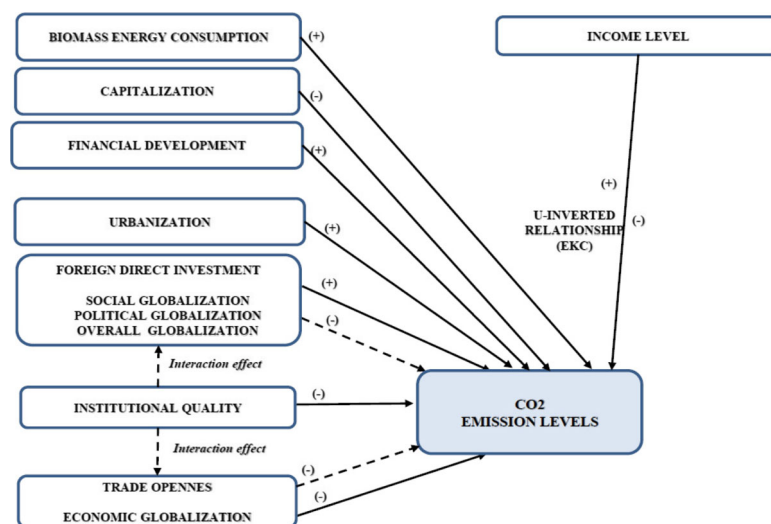 BIOMASS ENERGY CONSUMPTION
(+)
INCOME LEVEL
CAPITALIZATION
(-)
FINANCIAL DEVELOPMENT
(+)
(+)
URBANIZATION
(+)
U-INVERTED
RELATIONSHIP
(EKC)
(-)
FOREIGN DIRECT INVESTMENT
(+)
SOCIAL GLOBALIZATION
POLITICAL GLOBALIZATION
OVERALL GLOBALIZATION
(-)
Interaction effect
INSTITUTIONAL QUALITY
(-)
CO2
EMISSION LEVELS
Interaction effect
(-)
TRADE OPENNES
(-)
ECONOMIC GLOBALIZATION